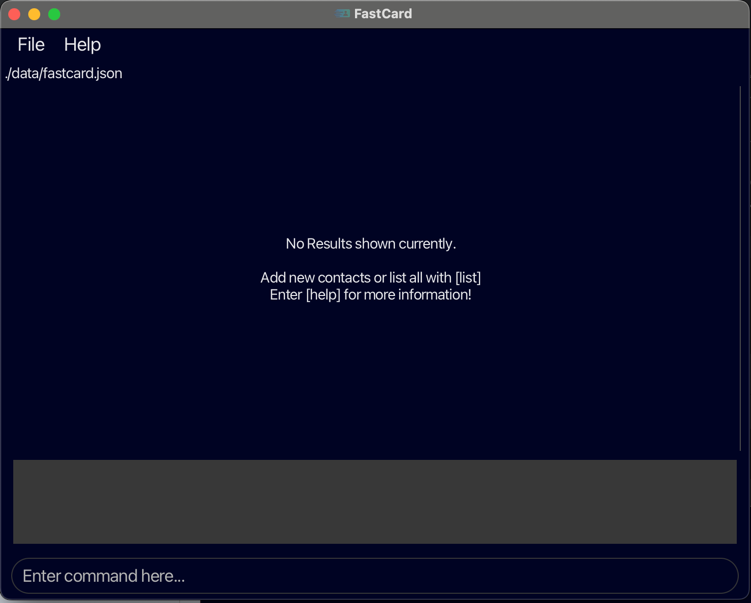 FastCard
File Help
./data/fastcard.json
No Results shown currently.
Add new contacts or list all with [list]
Enter [help] for more information!
Enter command here...